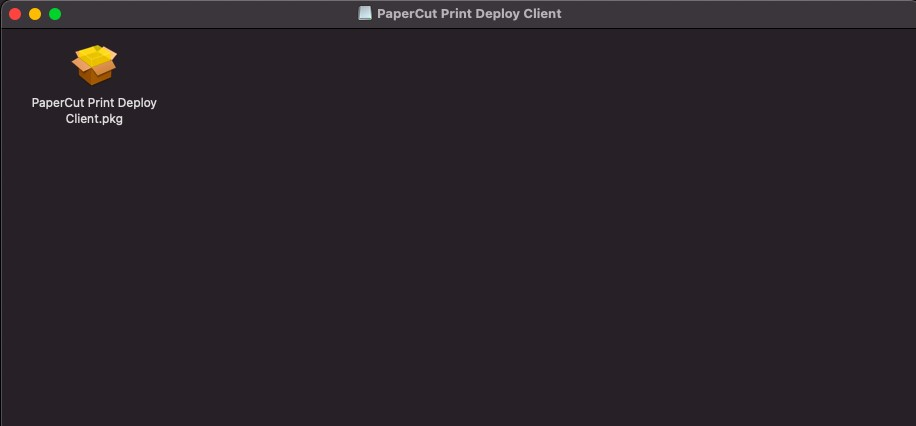 PaperCut Print Deploy Client
PaperCut Print Deploy
Client.pkg